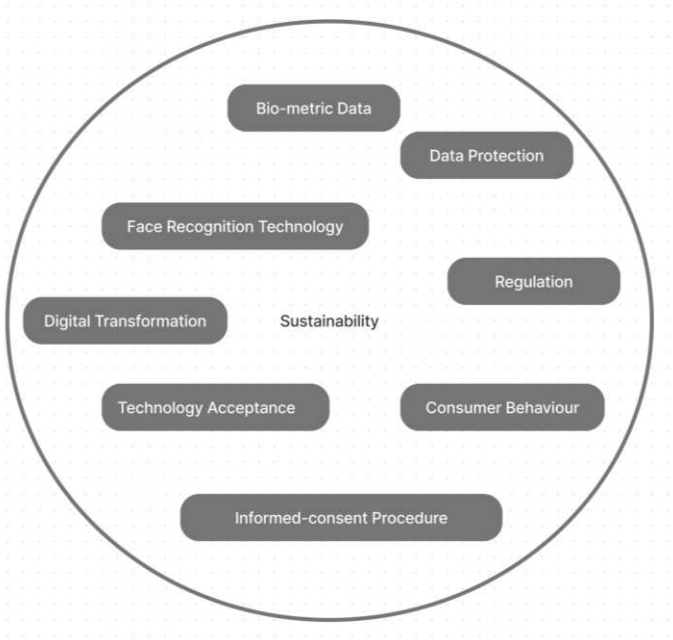 Bio-metric Data
Data Protection
Face Recognition Technology
Regulation
Digital Transformation
Sustainability
Technology Acceptance
Consumer Behaviour
Informed-consent Procedure